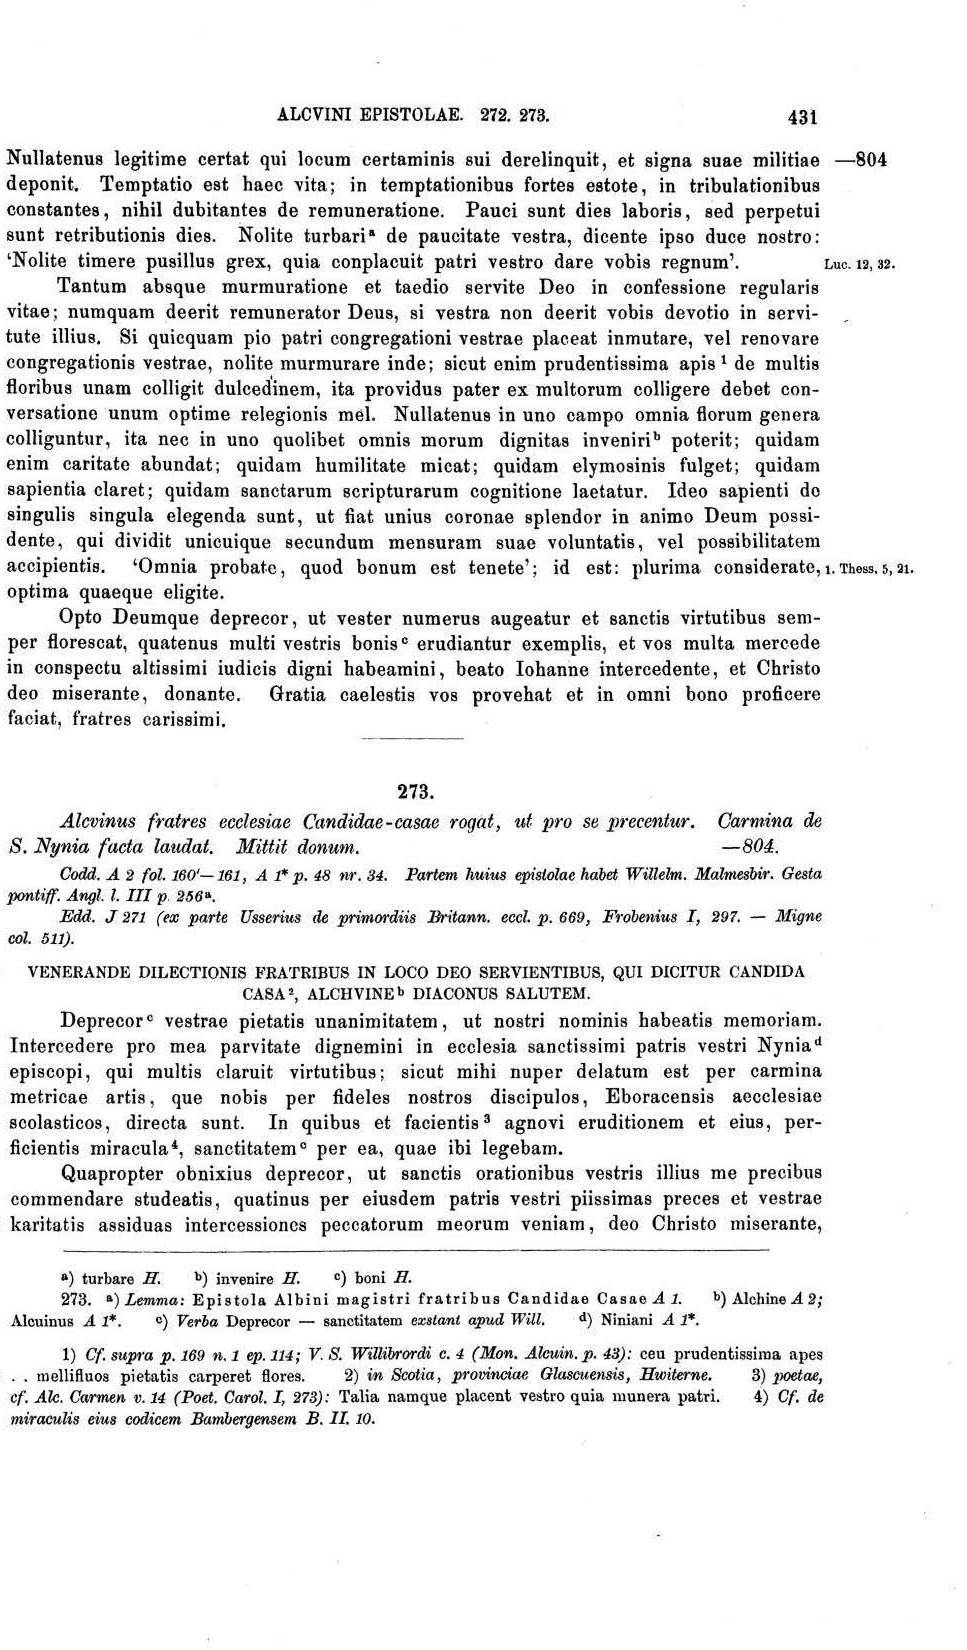 ALCVINI EPISTOLAE. 272. 273. 431
Nullatenus legitime certat qui locum certaminis sui derelinquit, et signa suae militiae —804
deponit. Temptatio est haec vita; in temptationibus fortes estote, in tribulationibus
constantes, nihil dubitantes de remuneratione. Pauci sunt dies laboris, sed perpetui
sunt retributionis dies. Nolite turbari a de paucitate vestra, dicente ipso duce nostro:
‘Nolite timere pusillus grex, quia conplacuit patri vestro dare vobis regnum’. Luc. 12, 32.
Tantum absque murmuratione et taedio servite Deo in confessione regularis
vitae; numquam deerit remunerator Deus, si vestra non deerit vobis devotio in servi-
tute illius. Si quicquam pio patri congregationi vestrae placeat inmutare, vel renovare
congregationis vestrae, nolite murmurare inde; sicut enim prudentissima apis 1 de multis
floribus unam colligit dulcedinem, ita providus pater ex multorum colligere debet con-
versatione unum optime relegionis mel. Nullatenus in uno campo omnia florum genera
colliguntur, ita nec in uno quolibet omnis morum dignitas inveniri b poterit; quidam
enim caritate abundat; quidam humilitate micat; quidam elymosinis fulget; quidam
sapientia claret; quidam sanctarum scripturarum cognitione laetatur. Ideo sapienti de
singulis singula elegenda sunt, ut fiat unius coronae splendor in animo Deum possi-
dente, qui dividit unicuique secundum mensuram suae voluntatis, vel possibilitatem
accipientis. ‘Omnia probate, quod bonum est tenete’; id est: plurima considerate, 1. Thess. 5, 21.
optima quaeque eligite.
Opto Deumque deprecor, ut vester numerus augeatur et sanctis virtutibus sem-
per florescat, quatenus multi vestris bonis c erudiantur exemplis, et vos multa mercede
in conspectu altissimi iudicis digni habeamini, beato Iohanne intercedente, et Christo
deo miserante, donante. Gratia caelestis vos provehat et in omni bono proficere
faciat, fratres carissimi.
273.
Alcvinus fratres ecclesiae Candidae-casae rogat, ut pro se precentur. Carmina de
S. Nynia facta laudat. Mittit donum. —804.
Codd. A 2 fol. 160'—161, A 1* p. 48 nr. 34. Partem huius epistolae habet Willelm. Malmesbir. Gesta
pontiff. Angl. l. III p. 256a.
Edd. J 271 (ex parte Usserius de primordiis Britann. eccl. p. 669, Frobenius I, 297. — Migne
col. 511).
VENERANDE DILECTIONIS FRATRIBUS IN LOCO DEO SERVIENTIBUS, QUI DICITUR CANDIDA
CASA 2, ALCHVINE b DIACONUS SALUTEM.
Deprecor c vestrae pietatis unanimitatem, ut nostri nominis habeatis memoriam.
Intercedere pro mea parvitate dignemini in ecclesia sanctissimi patris vestri Nynia d
episcopi, qui multis claruit virtutibus; sicut mihi nuper delatum est per carmina
metricae artis, que nobis per fideles nostros discipulos, Eboracensis aecclesiae
scolasticos, directa sunt. In quibus et facientis 3 agnovi eruditionem et eius, per-
ficientis miracula 4, sanctitatem c per ea, quae ibi legebam.
Quapropter obnixius deprecor, ut sanctis orationibus vestris illius me precibus
commendare studeatis, quatinus per eiusdem patris vestri piissimas preces et vestrae
karitatis assiduas intercessiones peccatorum meorum veniam, deo Christo miserante,
a) turbare H. b) invenire H. c) boni H.
273. a) Lemma: Epistola Albini magistri fratribus Candidae Casae A 1. b) Alchine A 2;
Alcuinus A 1*. c) Verba Deprecor — sanctitatem exstant apud Will. d) Niniani A 1*.
1) Cf. supra p. 169 n. 1 ep. 114; V. S. Willibrordi c. 4 (Mon. Alcuin. p. 43): ceu prudentissima apes
. . mellifluos pietatis carperet flores. 2) in Scotia, provinciae Glascuensis, Hwiterne. 3) poetae,
cf. Alc. Carmen v. 14 (Poet. Carol. I, 273): Talia namque placent vestro quia munera patri. 4) Cf. de
miraculis eius codicem Bambergensem B. II. 10.